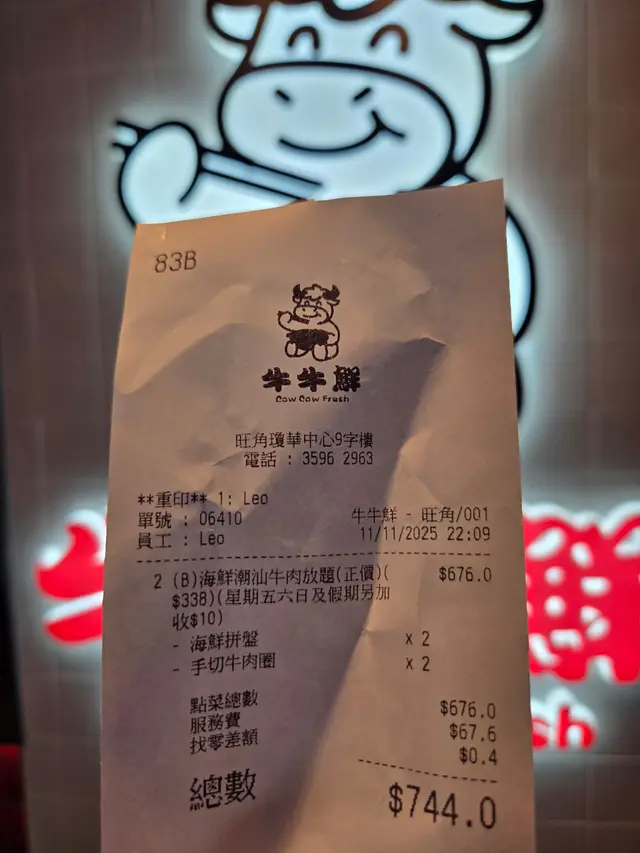 83B
牛牛鮮
Cow Cow Fresh
旺角瓊華中心9字樓
電話 : 3596 2963
**重印** 1: Leo
單號 : 06410 牛牛鮮 - 旺角/001
員工 : Leo 11/11/2025 22:09
2 (B)海鮮潮汕牛肉放題(正價)( $676.0
$338)(星期五六日及假期另加
收$10)
- 海鮮拼盤 x 2
- 手切牛肉圈 x 2
點菜總數 $676.0
服務費 $67.6
找零差額 $0.4
總數 $744.0
鮮
sh